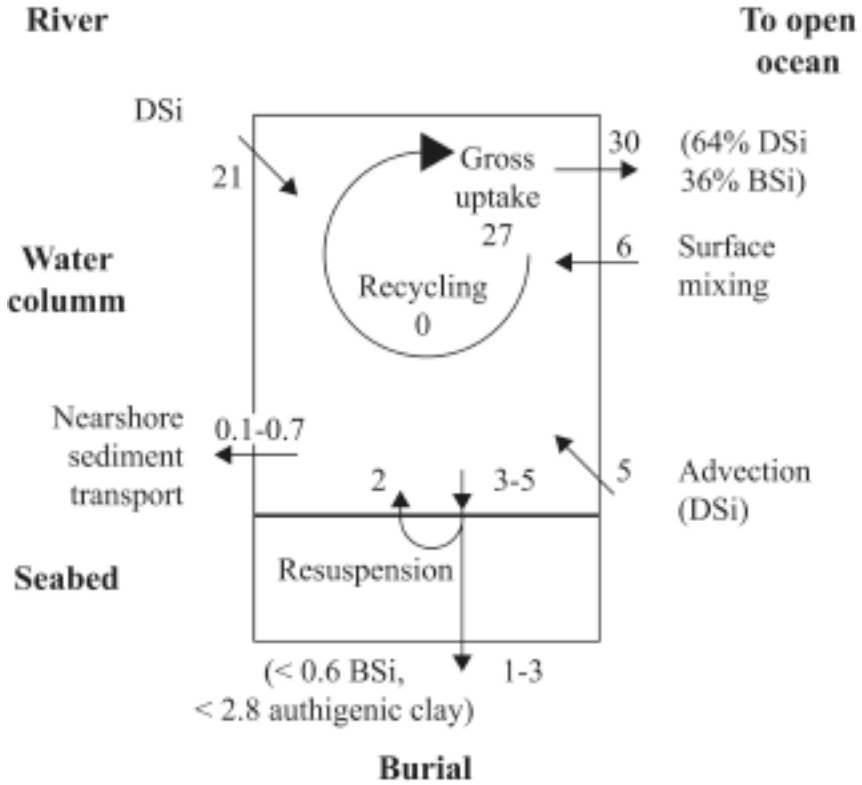 River
To open
ocean
DSi
21
30
(64% DSi
36% BSi)
Gross
uptake
27
Water
columm
6
Surface
mixing
Recycling
0
Nearshore
sediment
transport
0.1-0.7
2
3-5
5
Advection
(DSi)
Seabed
Resuspension
(< 0.6 BSi,
< 2.8 authigenic clay)
1-3
Burial